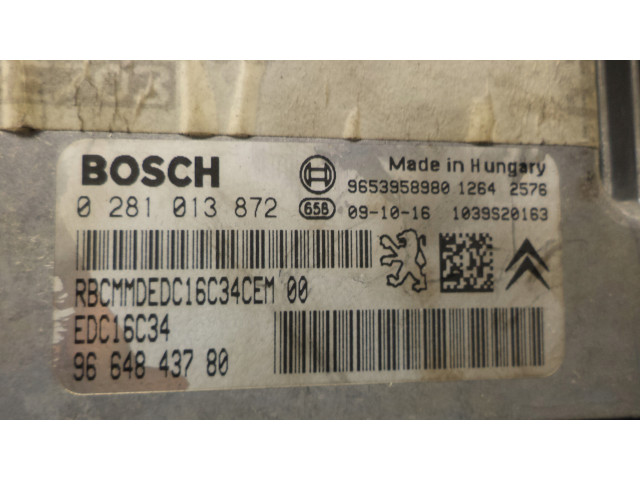 BOSCH
Made in Hungary
9653958980 1264 2576
0 281 013 872 658 09-10-16 1039S20163
RBCMMDEDC16C34CEM 00
EDC16C34
96 648 437 80